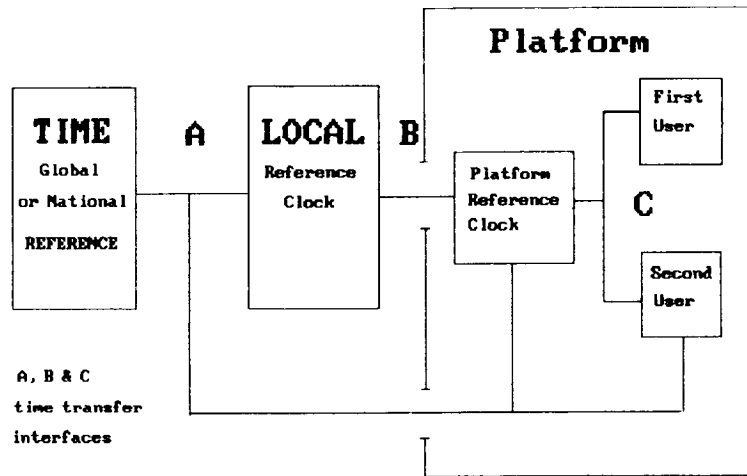 Platform
TIME
Global
or National
REFERENCE
A
LOCAL
Reference
Clock
B
Platform
Reference
Clock
First
User
C
Second
User
A, B & C
time transfer
interfaces